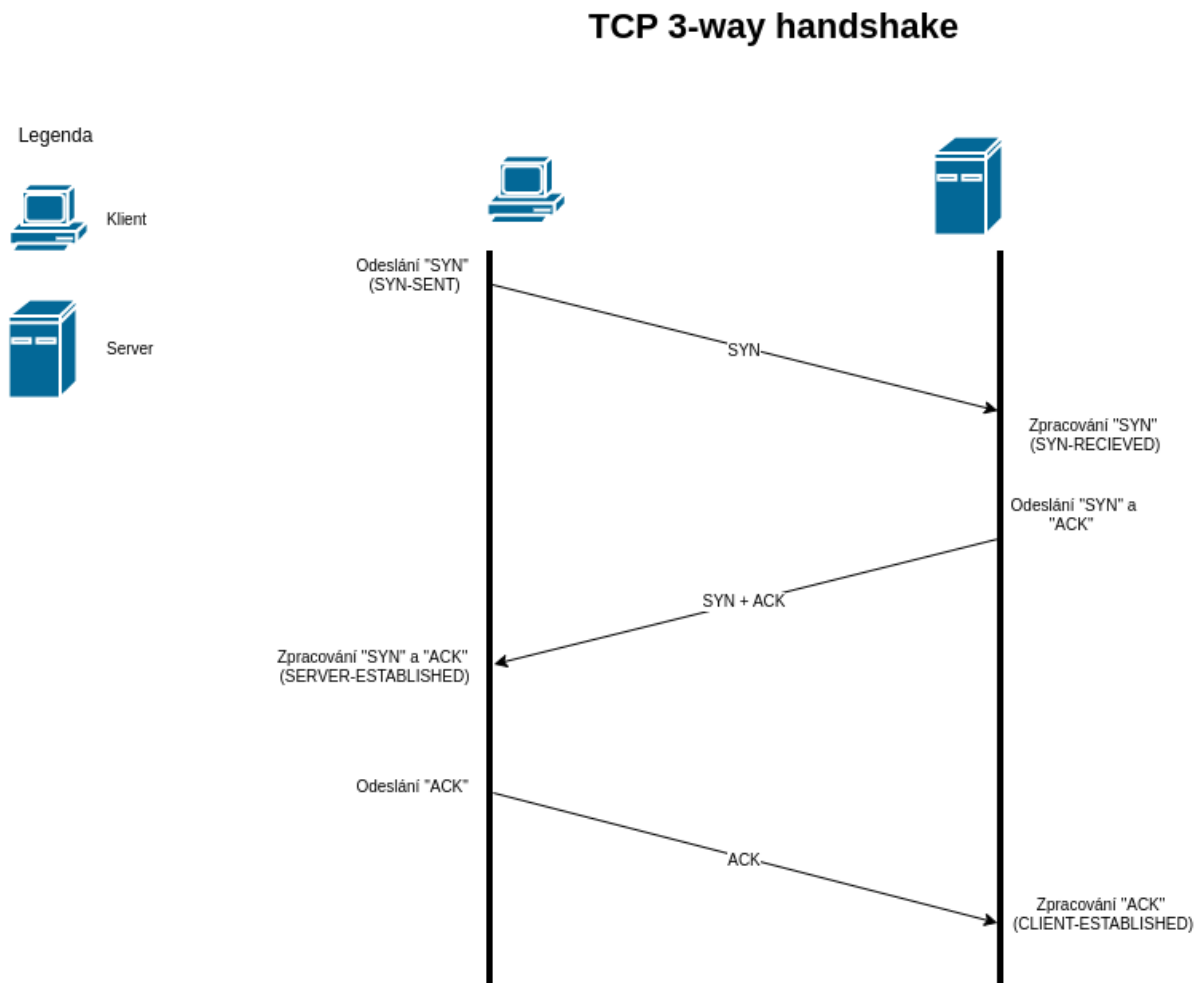 TCP 3-way handshake
Legenda
Klient
Server
Odeslání "SYN"
(SYN-SENT)
SYN
Zpracování "SYN"
(SYN-RECIEVED)
Odeslání "SYN" a
"ACK"
SYN + ACK
Zpracování "SYN" a "ACK"
(SERVER-ESTABLISHED)
Odeslání "ACK"
ACK
Zpracování "ACK"
(CLIENT-ESTABLISHED)